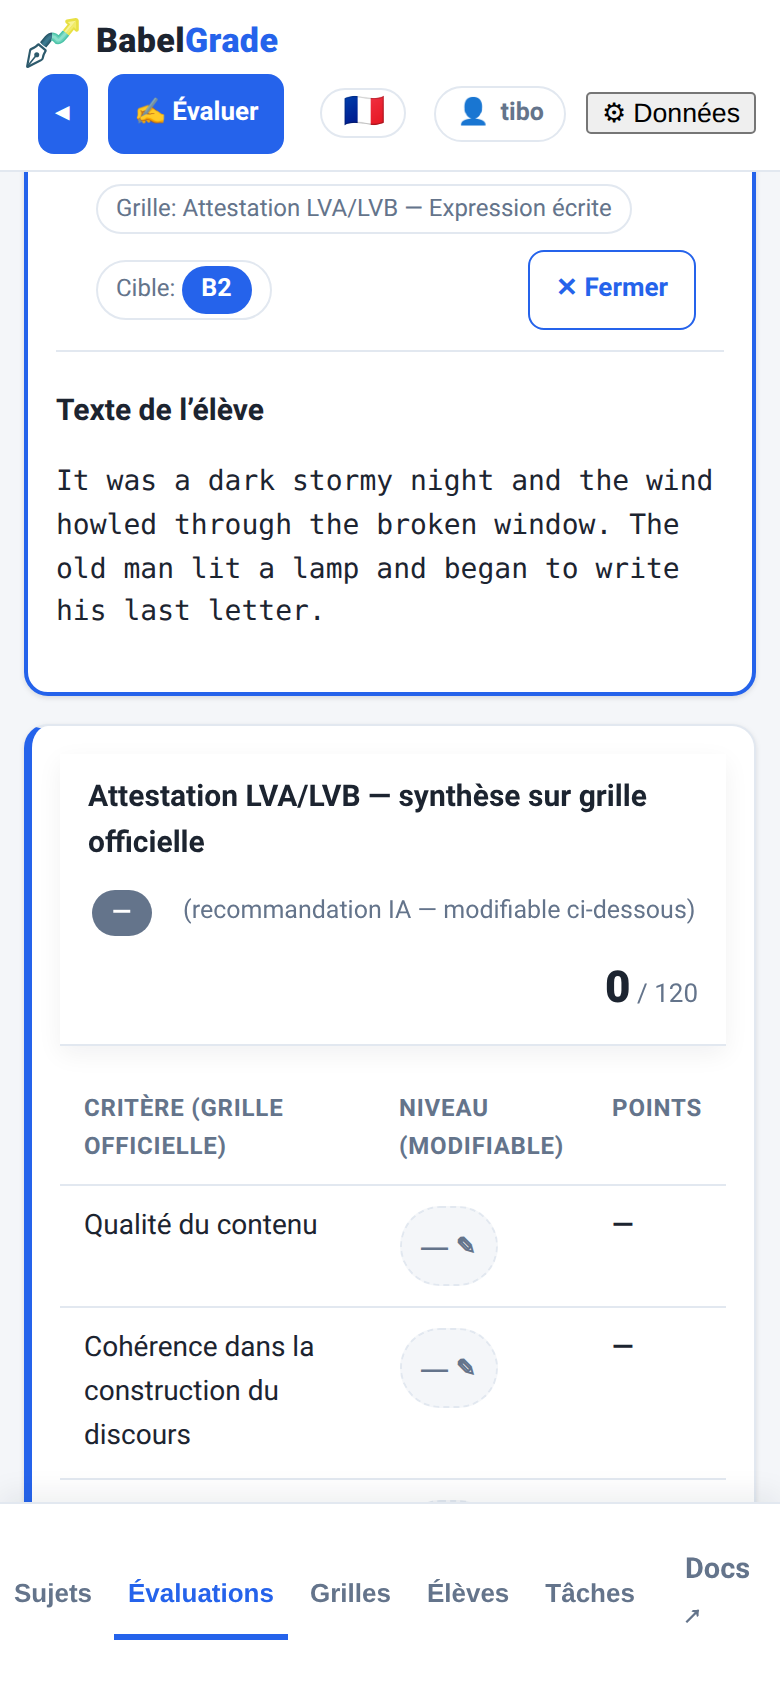 BabelGrade
◄
✍️ Évaluer
🇫🇷
👤 tibo
⚙ Données
Grille: Attestation LVA/LVB — Expression écrite
Cible: B2
✕ Fermer
Texte de l’élève
It was a dark stormy night and the wind
howled through the broken window. The
old man lit a lamp and began to write
his last letter.
Attestation LVA/LVB — synthèse sur grille
officielle
—
(recommandation IA — modifiable ci-dessous)
0 / 120
CRITÈRE (GRILLE
OFFICIELLE)
NIVEAU
(MODIFIABLE)
POINTS
Qualité du contenu
— ✎
—
Cohérence dans la
construction du
discours
— ✎
—
Sujets
Évaluations
Grilles
Élèves
Tâches
Docs
↗